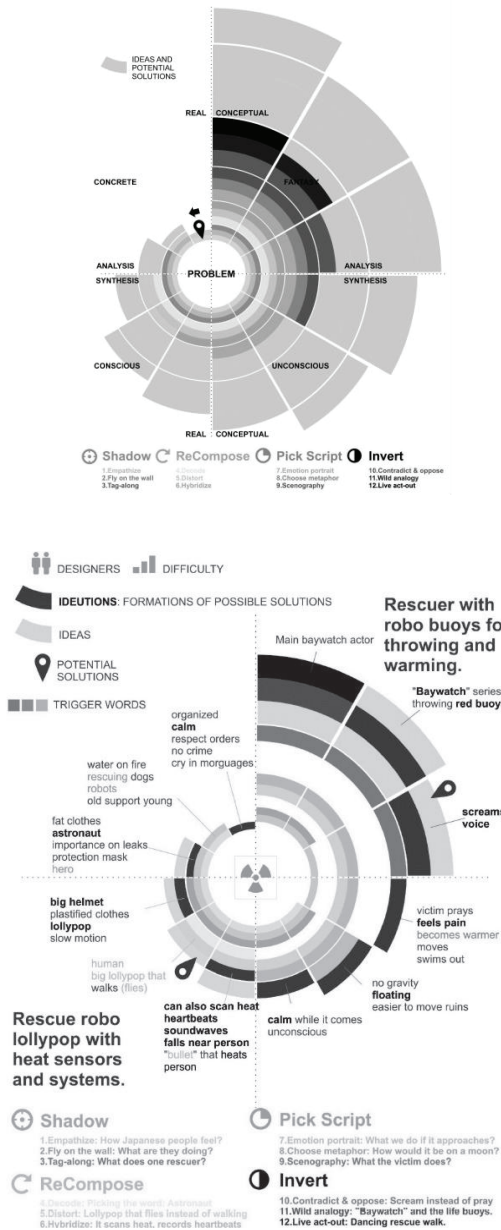 IDEAS AND
POTENTIAL
SOLUTIONS
REAL
CONCEPTUAL
CONCRETE
FANTASY
PROBLEM
ANALYSIS
SYNTHESIS
ANALYSIS
SYNTHESIS
CONSCIOUS
UNCONSCIOUS
REAL
CONCEPTUAL
Shadow
1.Empathize
2.Fly on the wall
3.Tag-along
ReCompose
4.Decode
5.Distort
6.Hybridize
Pick Script
7.Emotion portrait
8.Choose metaphor
9.Scenography
Invert
10.Contradict & oppose
11.Wild analogy
12.Live act-out
DESIGNERS
DIFFICULTY
IDEUTIONS: FORMATIONS OF POSSIBLE SOLUTIONS
IDEAS
POTENTIAL
SOLUTIONS
TRIGGER WORDS
Rescuer with
robo buoys fo
throwing and
warming.
Main baywatch actor
"Baywatch" series
throwing red buoy
organized
calm
respect orders
no crime
cry in morguages
water on fire
rescuing dogs
robots
old support young
fat clothes
astronaut
importance on leaks
protection mask
hero
scream
voice
big helmet
plastified clothes
lollypop
slow motion
victim prays
feels pain
becomes warmer
moves
swims out
human
big lollypop that
walks (flies)
no gravity
floating
easier to move ruins
can also scan heat
heartbeats
soundwaves
falls near person
"bullet" that heats
person
calm while it comes
unconscious
Rescue robo
lollypop with
heat sensors
and systems.
Shadow
1.Empathize: How Japanese people feel?
2.Fly on the wall: What are they doing?
3.Tag-along: What does one rescuer?
Pick Script
7.Emotion portrait: What we do if it approaches?
8.Choose metaphor: How would it be on a moon?
9.Scenography: What the victim does?
ReCompose
4.Decode: Picking the word: Astronaut
5.Distort: Lollypop that flies instead of walking
6.Hybridize: It scans heat, records heartbeats
Invert
10.Contradict & oppose: Scream instead of pray
11.Wild analogy: "Baywatch" and the life buoys.
12.Live act-out: Dancing rescue walk.